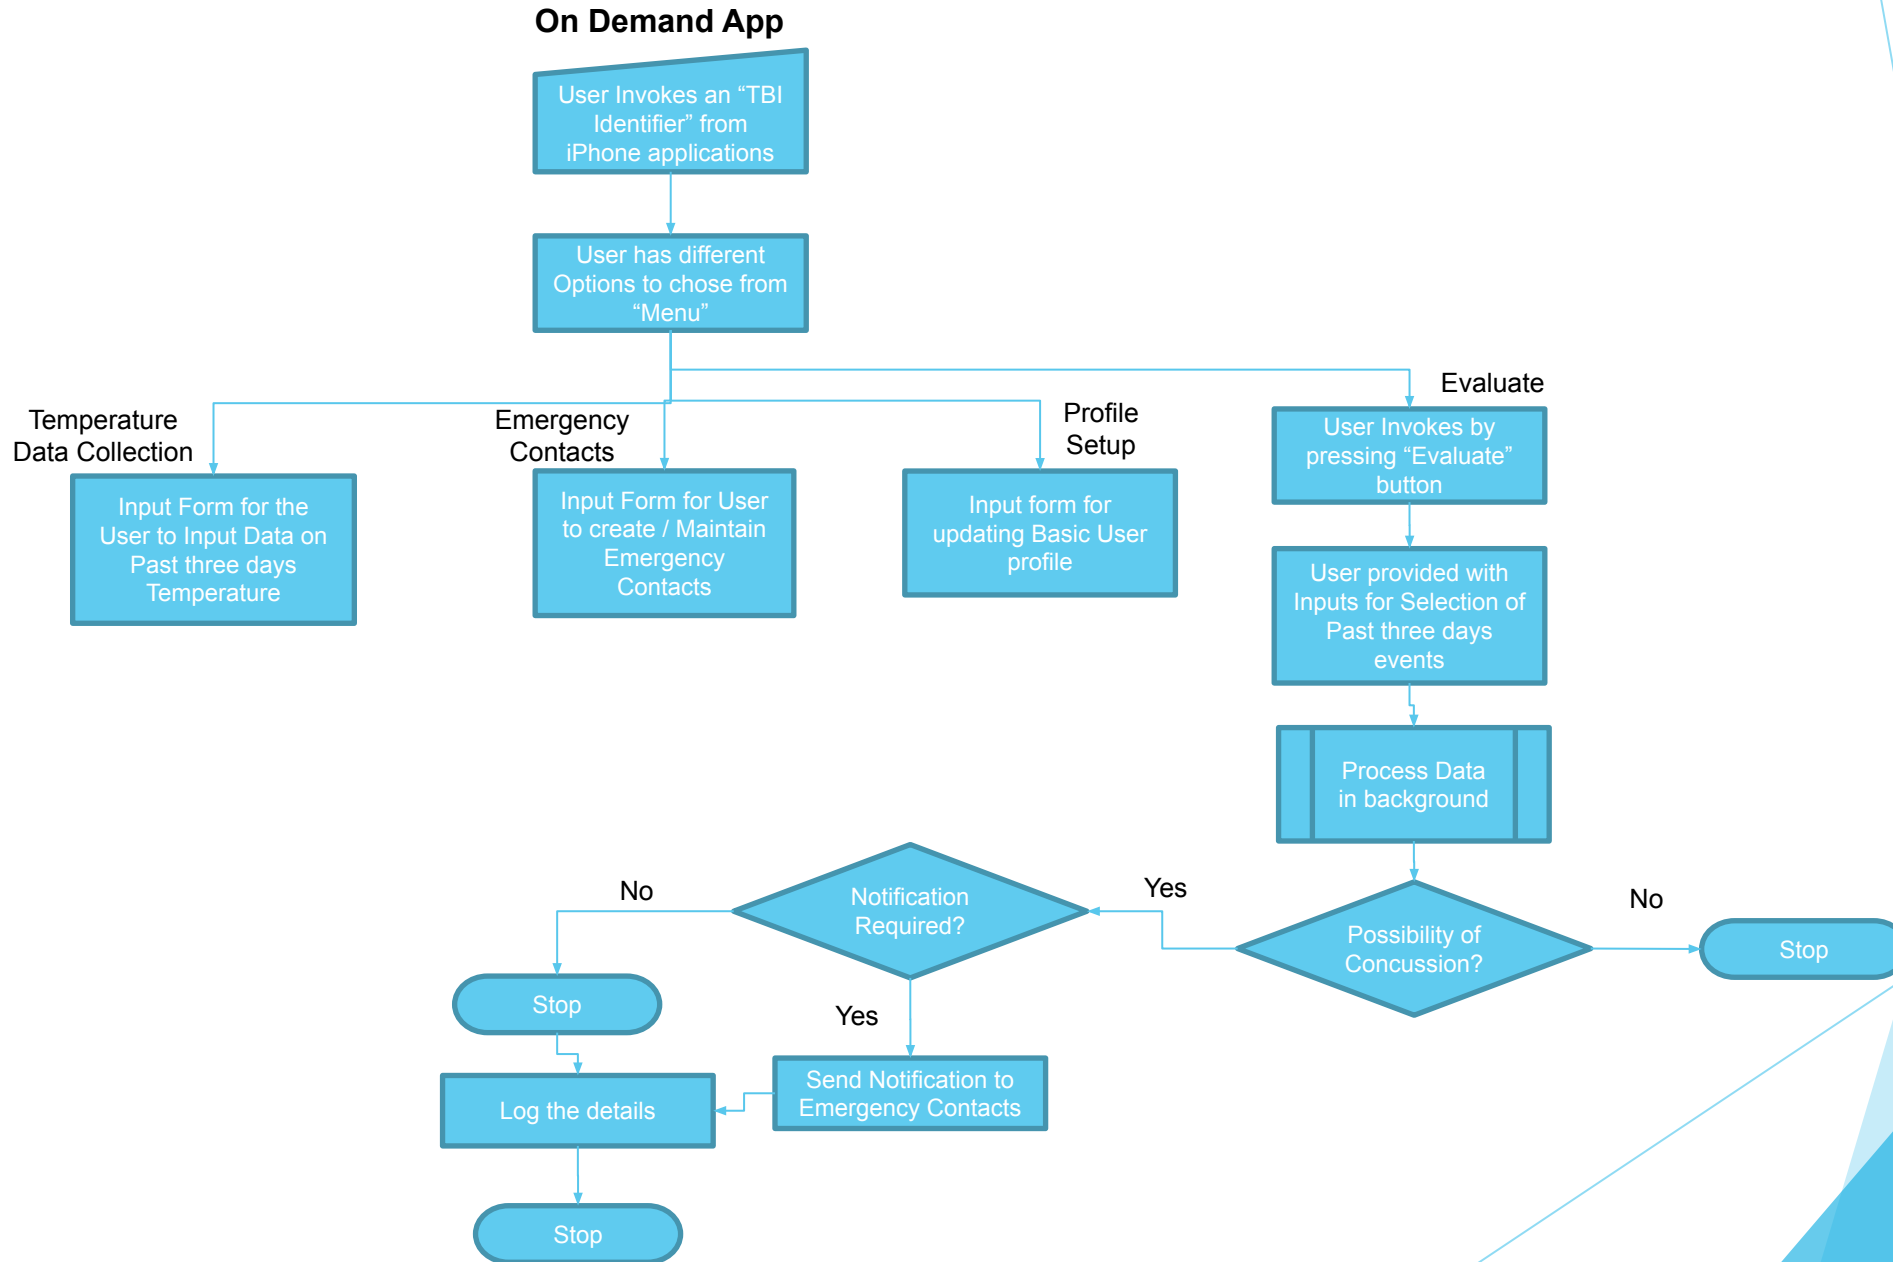 On Demand App
User Invokes an “TBI
Identifier” from
iPhone applications
User has different
Options to chose from
“Menu”
Temperature
Data Collection
Emergency
Contacts
Profile
Setup
Evaluate
Input Form for the
User to Input Data on
Past three days
Temperature
Input Form for User
to create / Maintain
Emergency
Contacts
Input form for
updating Basic User
profile
User Invokes by
pressing “Evaluate”
button
User provided with
Inputs for Selection of
Past three days
events
Process Data
in background
Possibility of
Concussion?
No
Stop
Yes
Notification
Required?
No
Stop
Yes
Send Notification to
Emergency Contacts
Log the details
Stop